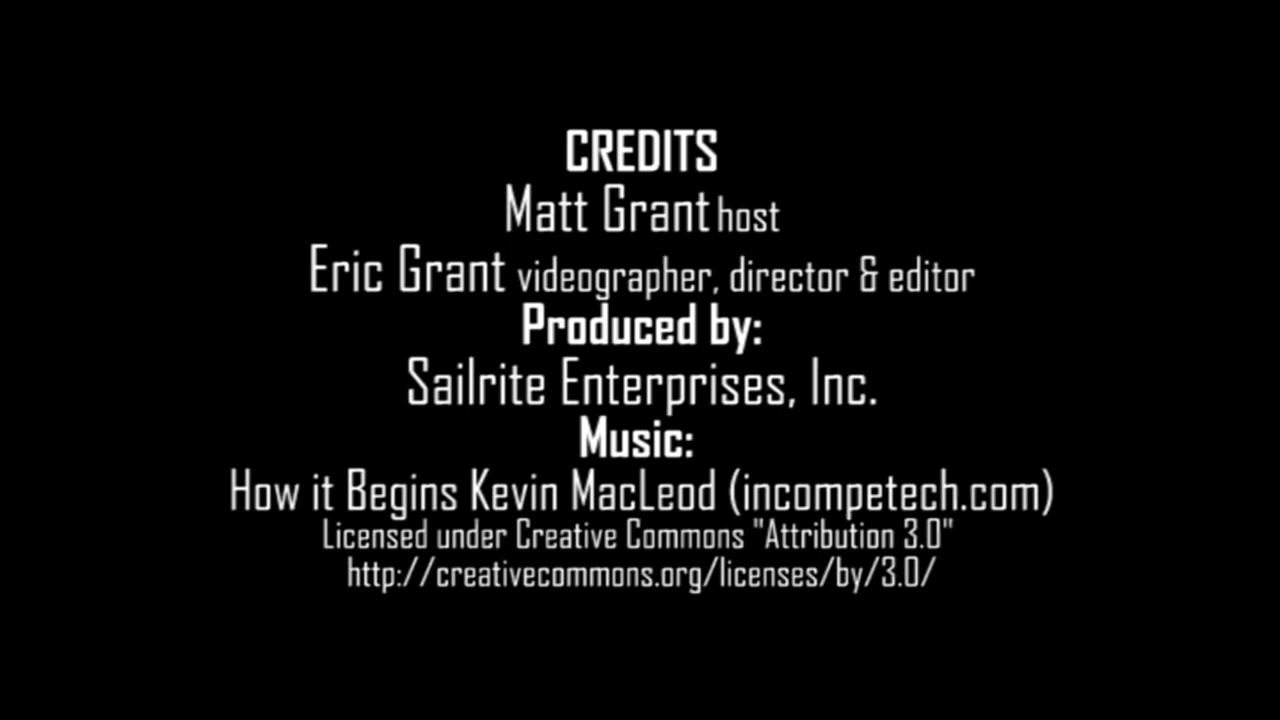 CREDITS
Matt Grant host
Eric Grant videographer, director & editor
Produced by:
Sailrite Enterprises, Inc.
Music:
How it Begins Kevin MacLeod (incompetech.com)
Licensed under Creative Commons "Attribution 3.0"
http://creativecommons.org/licenses/by/3.0/